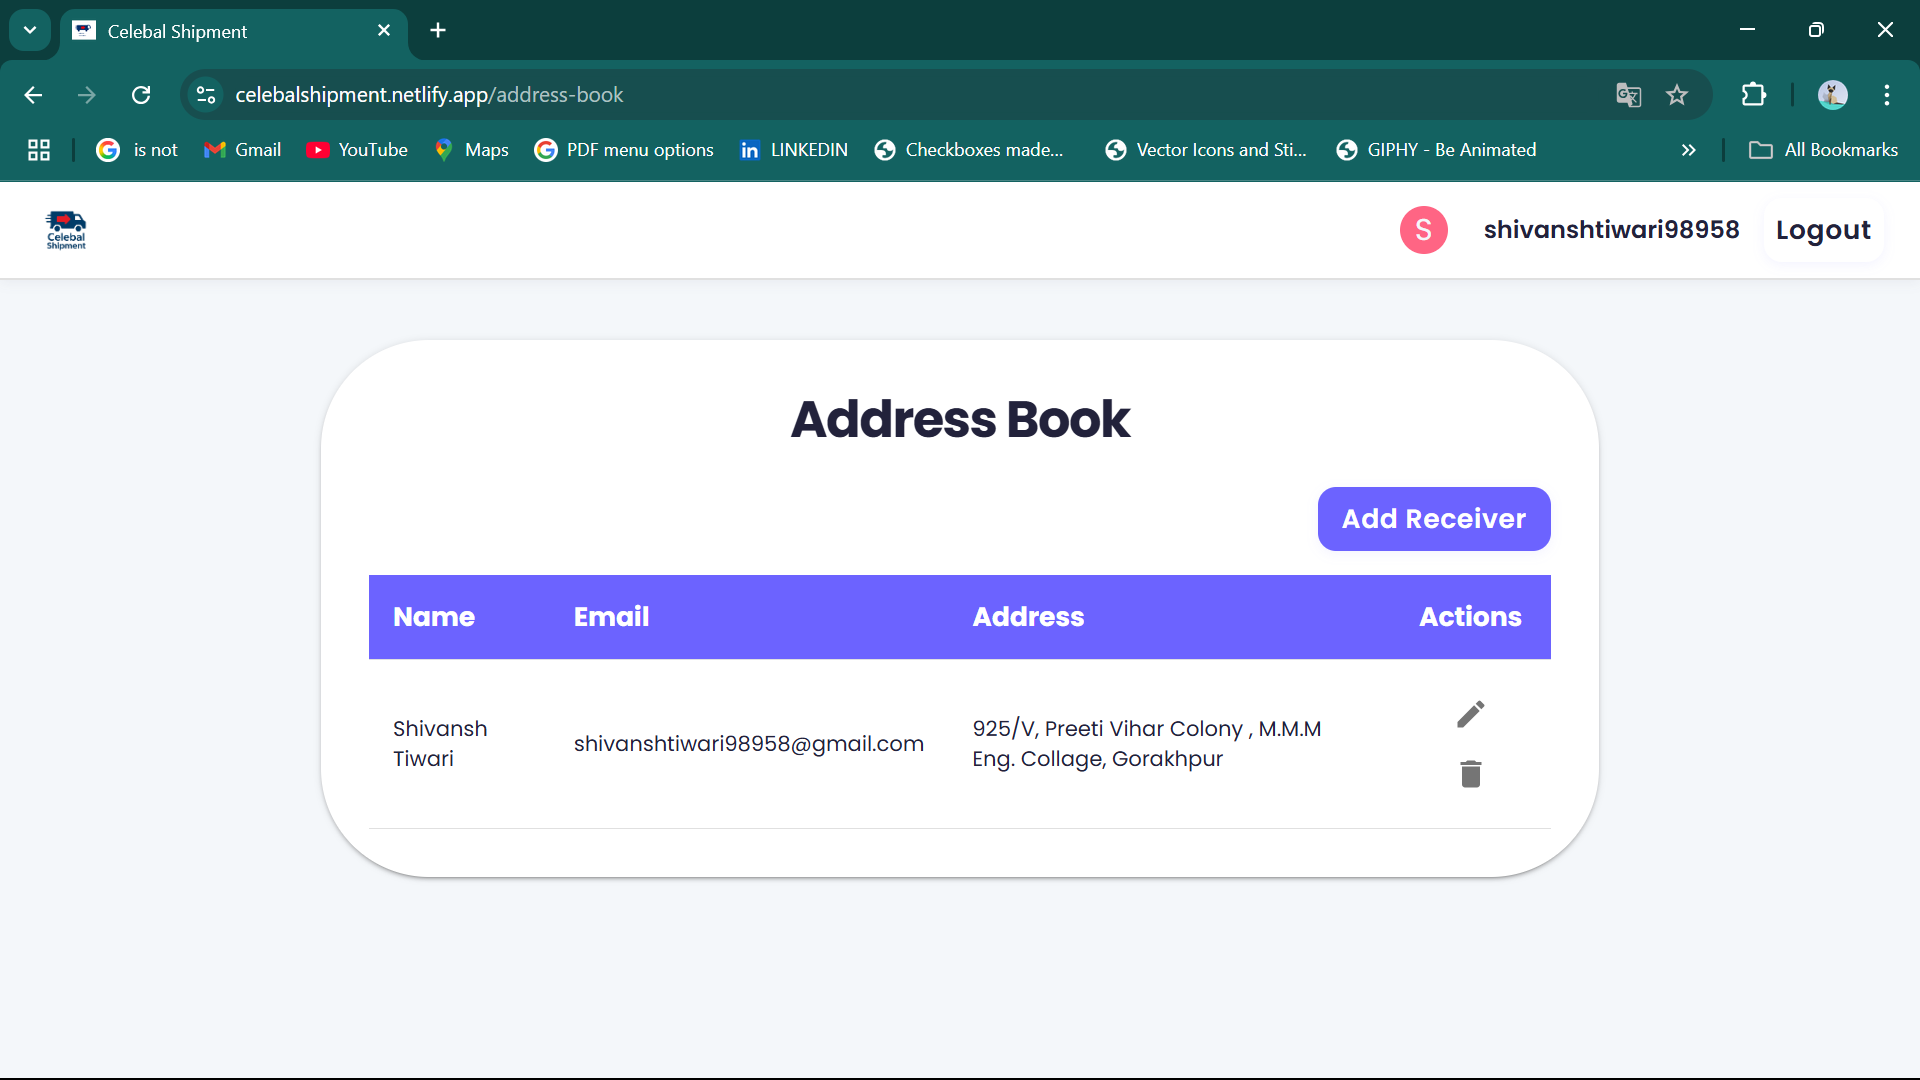 Celebal Shipment
celebalshipment.netlify.app/address-book
is not
Gmail
YouTube
Maps
PDF menu options
LINKEDIN
Checkboxes made...
Vector Icons and Sti...
GIPHY - Be Animated
All Bookmarks
Celebal
Shipment
S
shivanshtiwari98958
Logout
Address Book
Add Receiver
Name Email Address Actions
Shivansh
Tiwari
shivanshtiwari98958@gmail.com
925/V, Preeti Vihar Colony , M.M.M
Eng. Collage, Gorakhpur